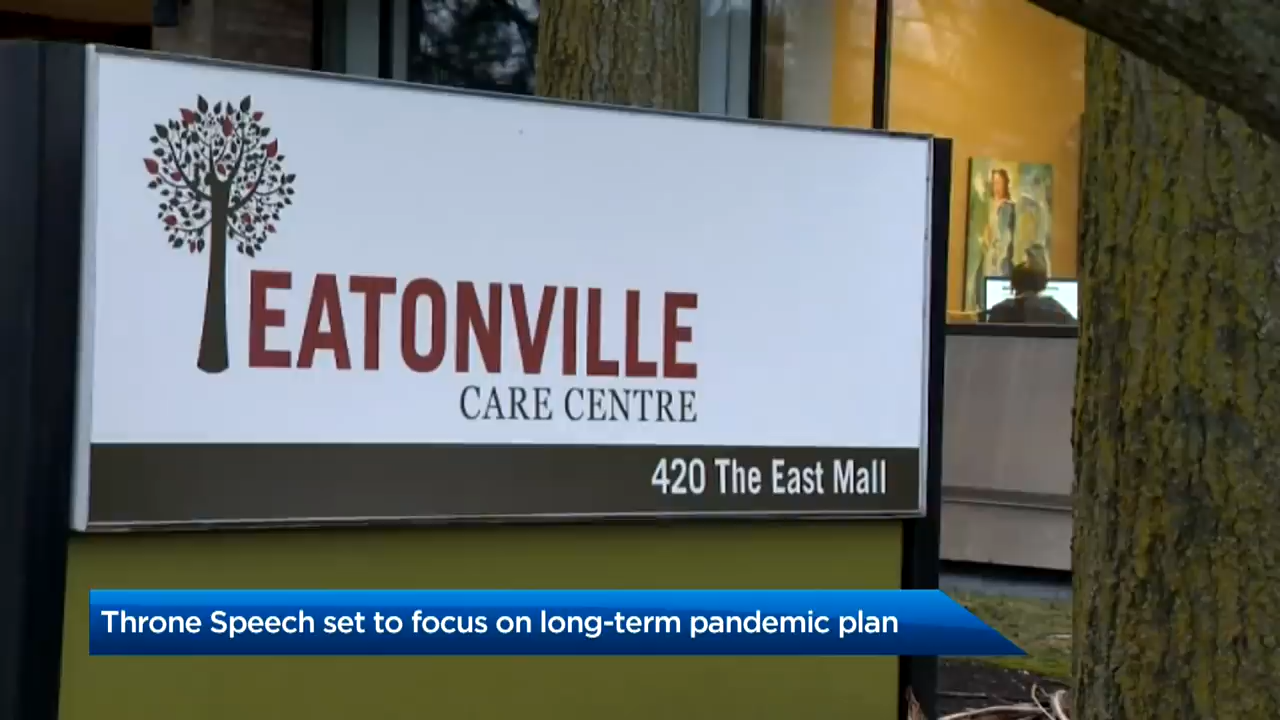 EATONVILLE
CARE CENTRE
420 The East Mall
Throne Speech set to focus on long-term pandemic plan